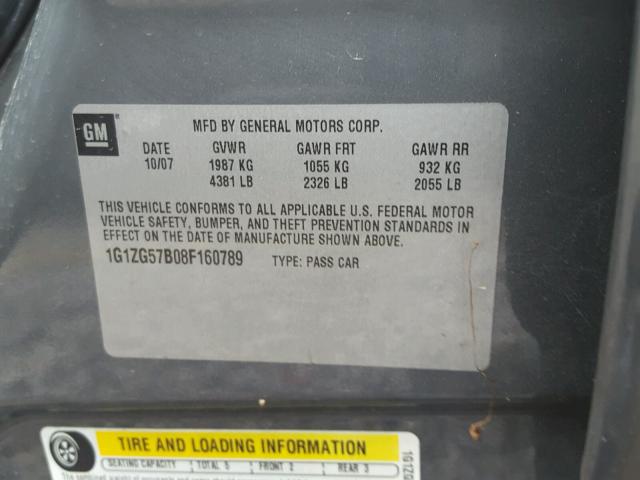 GM
MFD BY GENERAL MOTORS CORP.
DATE GVWR GAWR FRT GAWR RR
10/07 1987 KG 1055 KG 932 KG
4381 LB 2326 LB 2055 LB
THIS VEHICLE CONFORMS TO ALL APPLICABLE U.S. FEDERAL MOTOR
VEHICLE SAFETY, BUMPER, AND THEFT PREVENTION STANDARDS IN
EFFECT ON THE DATE OF MANUFACTURE SHOWN ABOVE.
1G1ZG57B08F160789 TYPE: PASS CAR
TIRE AND LOADING INFORMATION
SEATING CAPACITY TOTAL 5 FRONT 2 REAR 3
1G1ZG